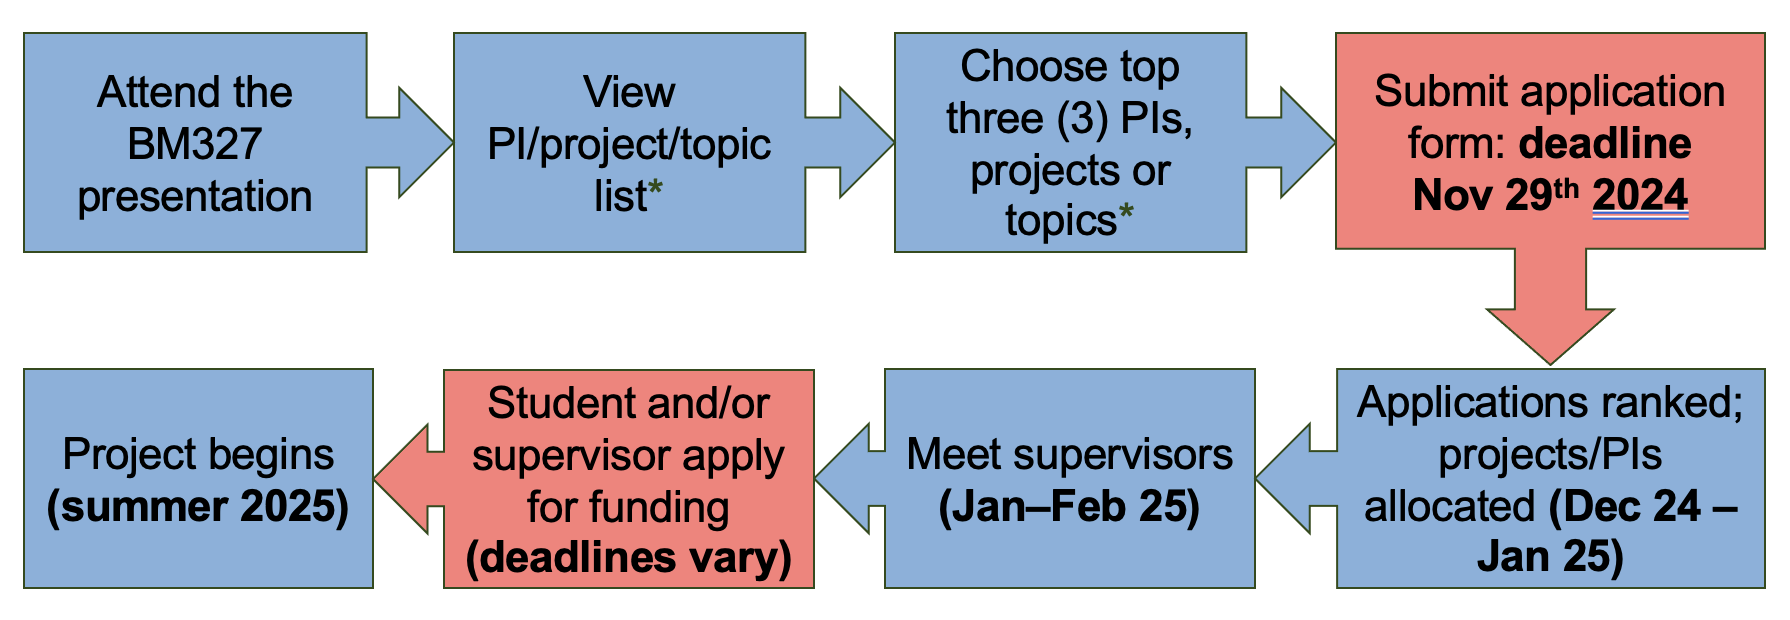 Attend the
BM327
presentation
View
PI/project/topic
list*
Choose top
three (3) PIs,
projects or
topics*
Submit application
form: deadline
Nov 29th 2024
Applications ranked;
projects/PIs
allocated (Dec 24 –
Jan 25)
Meet supervisors
(Jan–Feb 25)
Student and/or
supervisor apply
for funding
(deadlines vary)
Project begins
(summer 2025)